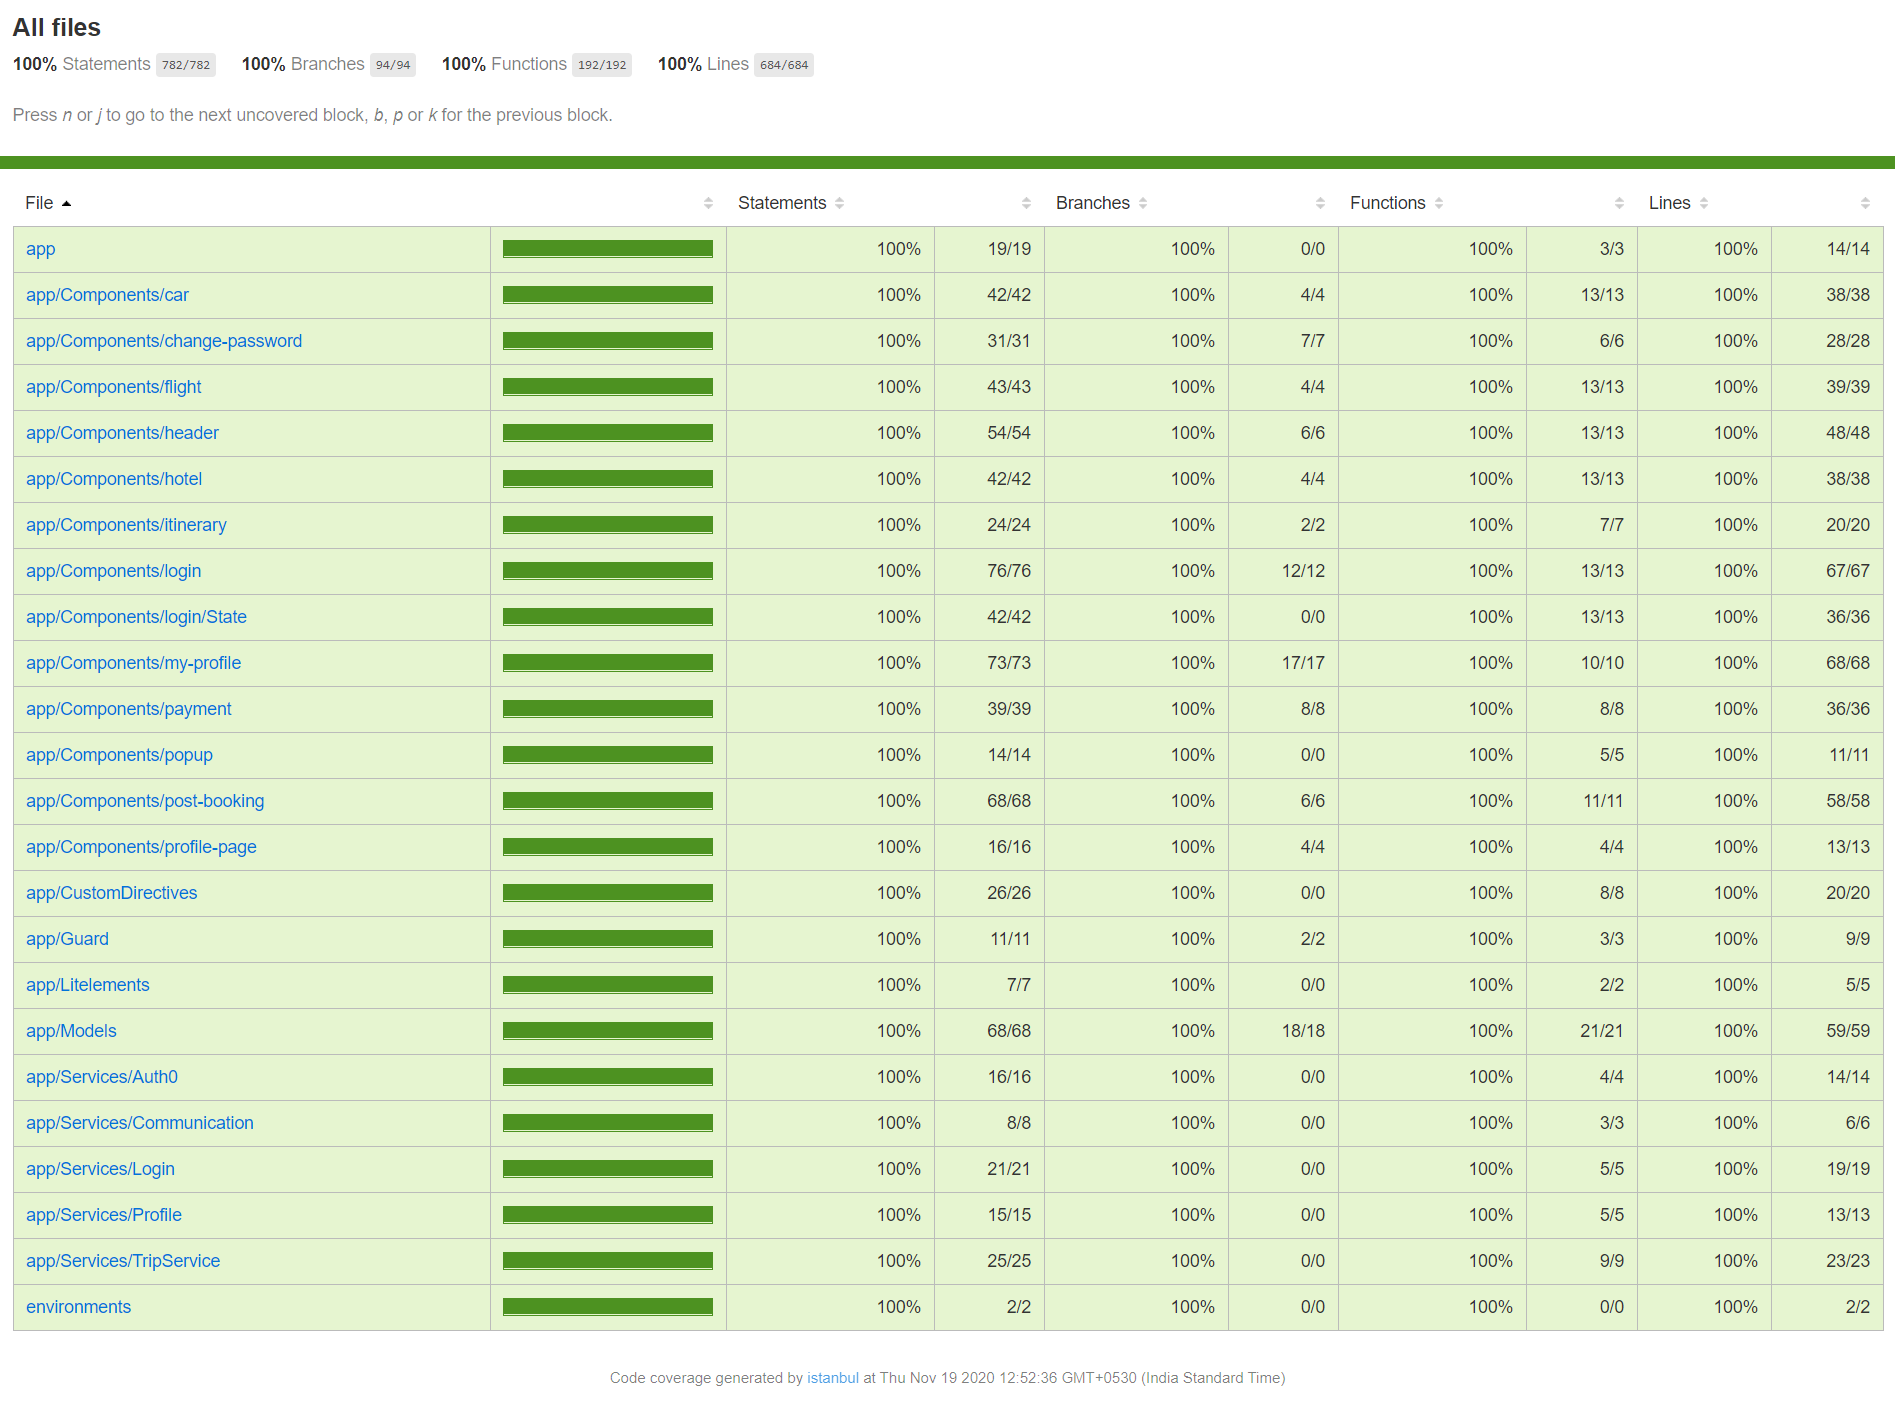 All files
100% Statements 782/782 100% Branches 94/94 100% Functions 192/192 100% Lines 684/684
Press n or j to go to the next uncovered block, b, p or k for the previous block.
File Statements Branches Functions Lines
app 100% 19/19 100% 0/0 100% 3/3 100% 14/14
app/Components/car 100% 42/42 100% 4/4 100% 13/13 100% 38/38
app/Components/change-password 100% 31/31 100% 7/7 100% 6/6 100% 28/28
app/Components/flight 100% 43/43 100% 4/4 100% 13/13 100% 39/39
app/Components/header 100% 54/54 100% 6/6 100% 13/13 100% 48/48
app/Components/hotel 100% 42/42 100% 4/4 100% 13/13 100% 38/38
app/Components/itinerary 100% 24/24 100% 2/2 100% 7/7 100% 20/20
app/Components/login 100% 76/76 100% 12/12 100% 13/13 100% 67/67
app/Components/login/State 100% 42/42 100% 0/0 100% 13/13 100% 36/36
app/Components/my-profile 100% 73/73 100% 17/17 100% 10/10 100% 68/68
app/Components/payment 100% 39/39 100% 8/8 100% 8/8 100% 36/36
app/Components/popup 100% 14/14 100% 0/0 100% 5/5 100% 11/11
app/Components/post-booking 100% 68/68 100% 6/6 100% 11/11 100% 58/58
app/Components/profile-page 100% 16/16 100% 4/4 100% 4/4 100% 13/13
app/CustomDirectives 100% 26/26 100% 0/0 100% 8/8 100% 20/20
app/Guard 100% 11/11 100% 2/2 100% 3/3 100% 9/9
app/Litelements 100% 7/7 100% 0/0 100% 2/2 100% 5/5
app/Models 100% 68/68 100% 18/18 100% 21/21 100% 59/59
app/Services/Auth0 100% 16/16 100% 0/0 100% 4/4 100% 14/14
app/Services/Communication 100% 8/8 100% 0/0 100% 3/3 100% 6/6
app/Services/Login 100% 21/21 100% 0/0 100% 5/5 100% 19/19
app/Services/Profile 100% 15/15 100% 0/0 100% 5/5 100% 13/13
app/Services/TripService 100% 25/25 100% 0/0 100% 9/9 100% 23/23
environments 100% 2/2 100% 0/0 100% 0/0 100% 2/2
Code coverage generated by istanbul at Thu Nov 19 2020 12:52:36 GMT+0530 (India Standard Time)